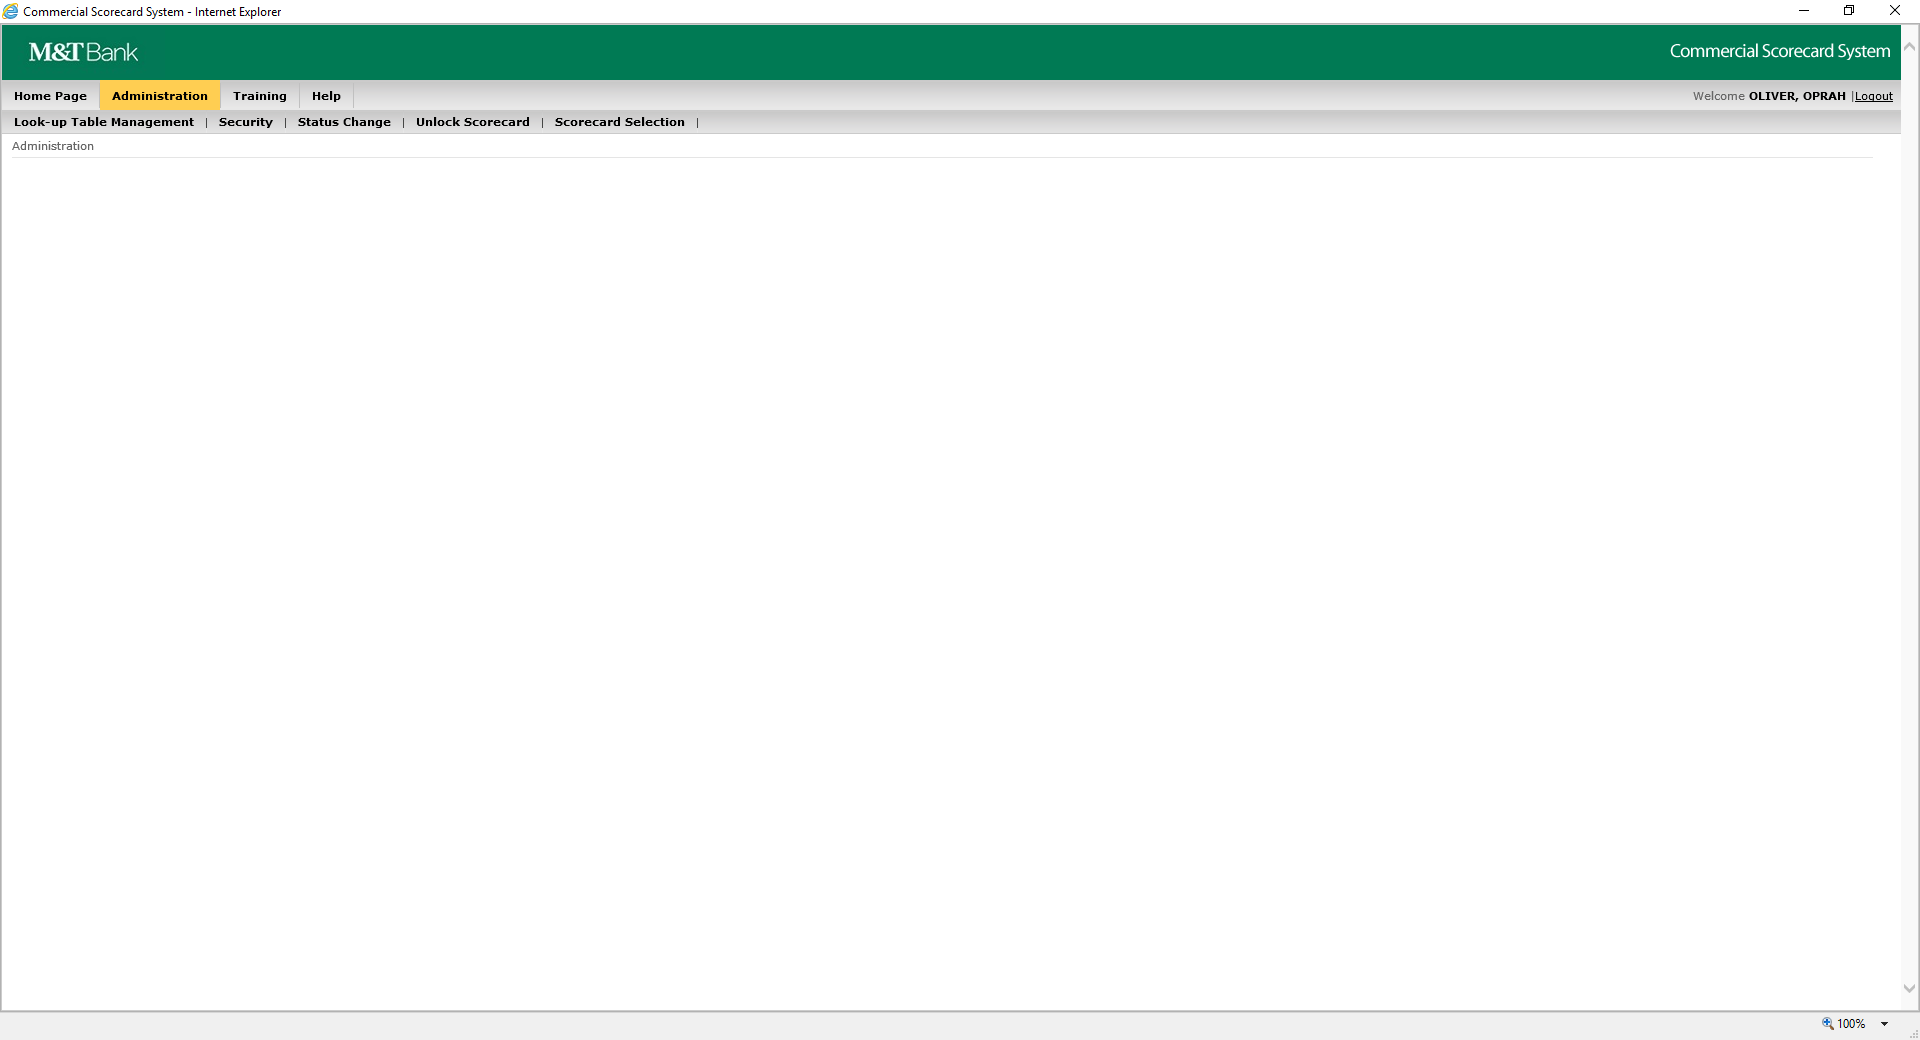 Commercial Scorecard System - Internet Explorer
M&T Bank
Commercial Scorecard System
Home Page Administration Training Help Welcome OLIVER, OPRAH |Logout
Look-up Table Management | Security | Status Change | Unlock Scorecard | Scorecard Selection |
Administration
100%